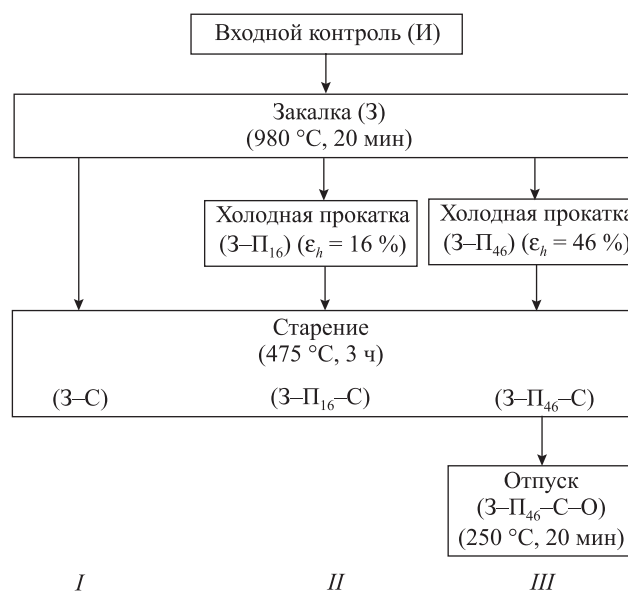 Входной контроль (И)
Закалка (З)
(980 °C, 20 мин)
Холодная прокатка
(З–П₁₆) (εₕ = 16 %)
Холодная прокатка
(З–П₄₆) (εₕ = 46 %)
Старение
(475 °C, 3 ч)
(З–С)
(З–П₁₆–С)
(З–П₄₆–С)
Отпуск
(З–П₄₆–С–О)
(250 °C, 20 мин)
I
II
III